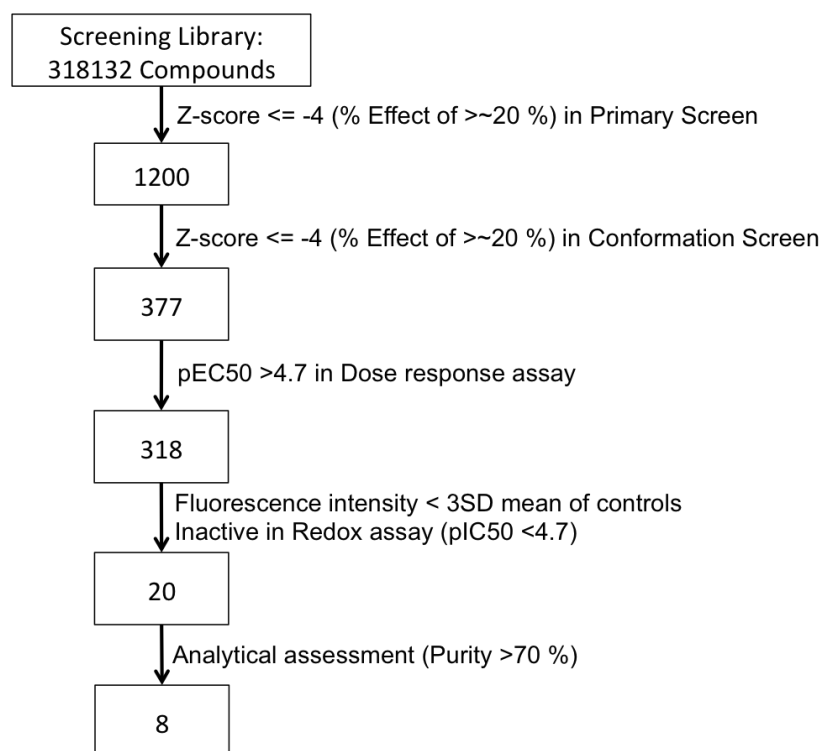 Screening Library:
318132 Compounds
Z-score <= -4 (% Effect of >~20 %) in Primary Screen
1200
Z-score <= -4 (% Effect of >~20 %) in Conformation Screen
377
pEC50 >4.7 in Dose response assay
318
Fluorescence intensity < 3SD mean of controls
Inactive in Redox assay (pIC50 <4.7)
20
Analytical assessment (Purity >70 %)
8